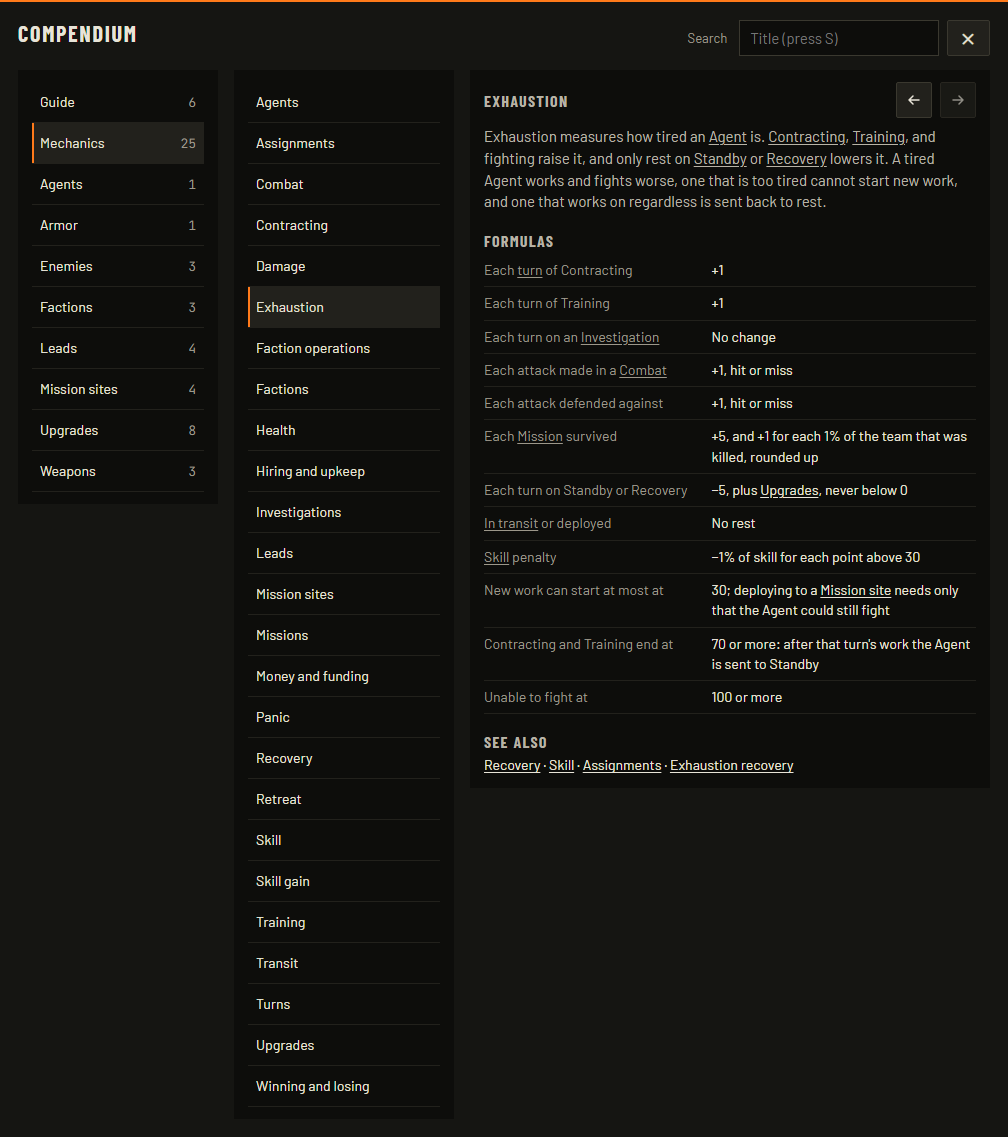 COMPENDIUM
Search
Title (press S)
Guide 6
Mechanics 25
Agents 1
Armor 1
Enemies 3
Factions 3
Leads 4
Mission sites 4
Upgrades 8
Weapons 3
Agents
Assignments
Combat
Contracting
Damage
Exhaustion
Faction operations
Factions
Health
Hiring and upkeep
Investigations
Leads
Mission sites
Missions
Money and funding
Panic
Recovery
Retreat
Skill
Skill gain
Training
Transit
Turns
Upgrades
Winning and losing
EXHAUSTION
Exhaustion measures how tired an Agent is. Contracting, Training, and
fighting raise it, and only rest on Standby or Recovery lowers it. A tired
Agent works and fights worse, one that is too tired cannot start new work,
and one that works on regardless is sent back to rest.
FORMULAS
Each turn of Contracting +1
Each turn of Training +1
Each turn on an Investigation No change
Each attack made in a Combat +1, hit or miss
Each attack defended against +1, hit or miss
Each Mission survived +5, and +1 for each 1% of the team that was
killed, rounded up
Each turn on Standby or Recovery −5, plus Upgrades, never below 0
In transit or deployed No rest
Skill penalty −1% of skill for each point above 30
New work can start at most at 30; deploying to a Mission site needs only
that the Agent could still fight
Contracting and Training end at 70 or more: after that turn's work the Agent
is sent to Standby
Unable to fight at 100 or more
SEE ALSO
Recovery · Skill · Assignments · Exhaustion recovery